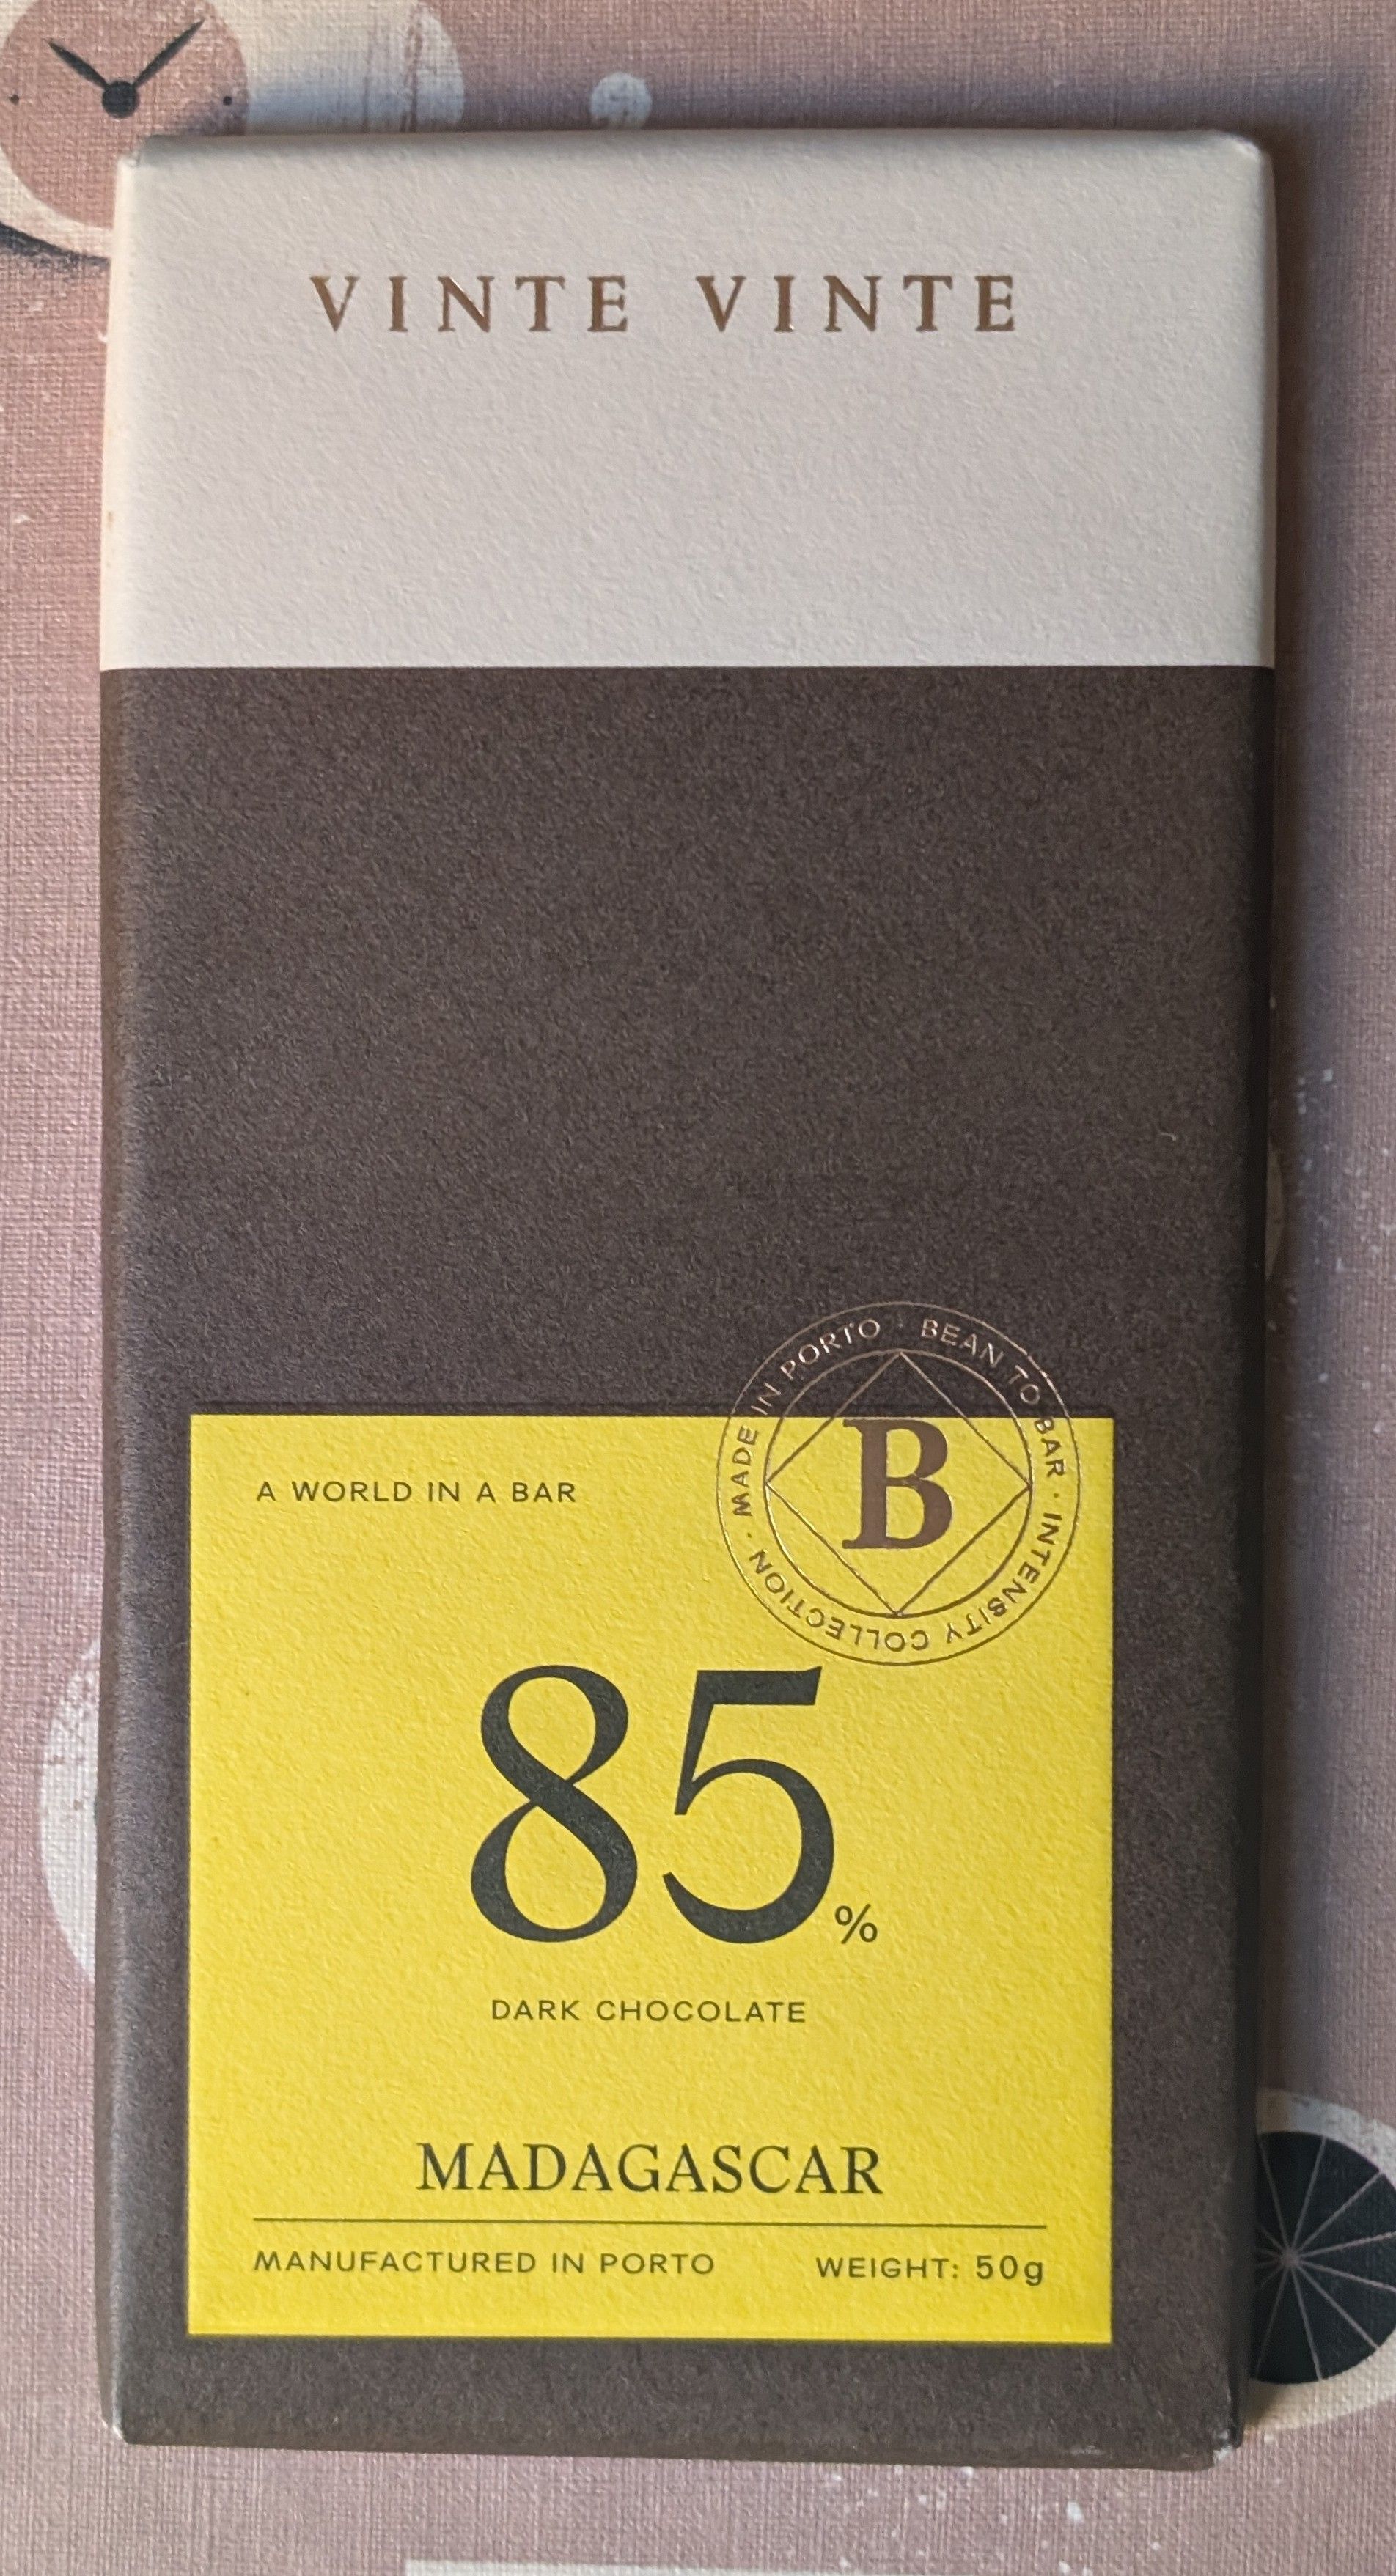 VINTE VINTE
MADE IN PORTO · BEAN TO BAR · INTENSITY COLLECTION ·
B
A WORLD IN A BAR
85%
DARK CHOCOLATE
MADAGASCAR
MANUFACTURED IN PORTO WEIGHT: 50g